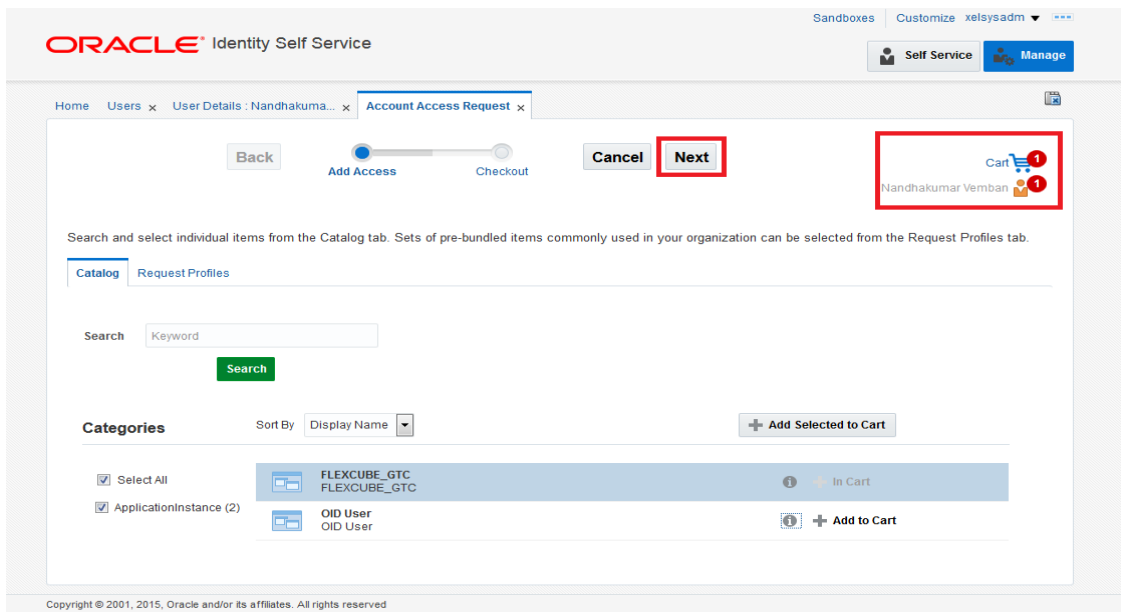 Sandboxes Customize xelsysadm
ORACLE Identity Self Service
Self Service Manage
Home Users User Details : Nandhakuma... Account Access Request
Back Add Access Checkout Cancel Next
Cart 1
Nandhakumar Vemban 1
Search and select individual items from the Catalog tab. Sets of pre-bundled items commonly used in your organization can be selected from the Request Profiles tab.
Catalog Request Profiles
Search Keyword
Search
Categories Sort By Display Name Add Selected to Cart
Select All
ApplicationInstance (2)
FLEXCUBE_GTC
FLEXCUBE_GTC
In Cart
OID User
OID User
Add to Cart
Copyright © 2001, 2015, Oracle and/or its affiliates. All rights reserved